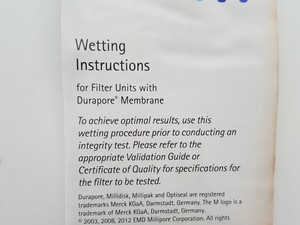 Wetting
Instructions
for Filter Units with
Durapore® Membrane
To achieve optimal results, use this
wetting procedure prior to conducting an
integrity test. Please refer to the
appropriate Validation Guide or
Certificate of Quality for specifications for
the filter to be tested.
Durapore, Millidisk, Millipak and Optiseal are registered
trademarks Merck KGaA, Darmstadt, Germany. The M logo is a
trademark of Merck KGaA, Darmstadt, Germany.
© 2003, 2008, 2012 EMD Millipore Corporation. All rights